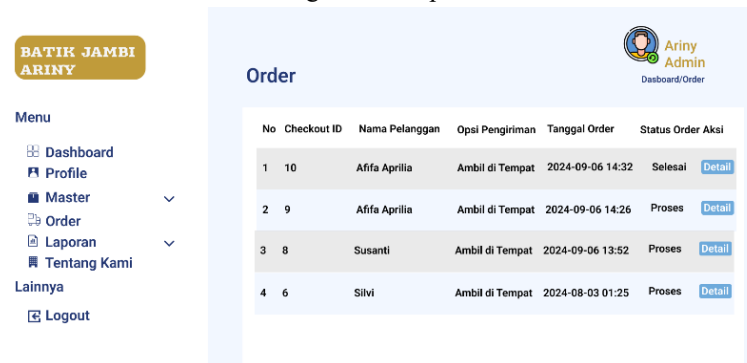 BATIK JAMBI
ARINY
Menu
Dashboard
Profile
Master
Order
Laporan
Tentang Kami
Lainnya
Logout
Order
Ariny
Admin
Dasboard/Order
No Checkout ID Nama Pelanggan Opsi Pengiriman Tanggal Order Status Order Aksi
1 10 Afifa Aprilia Ambil di Tempat 2024-09-06 14:32 Selesai Detail
2 9 Afifa Aprilia Ambil di Tempat 2024-09-06 14:26 Proses Detail
3 8 Susanti Ambil di Tempat 2024-09-06 13:52 Proses Detail
4 6 Silvi Ambil di Tempat 2024-08-03 01:25 Proses Detail